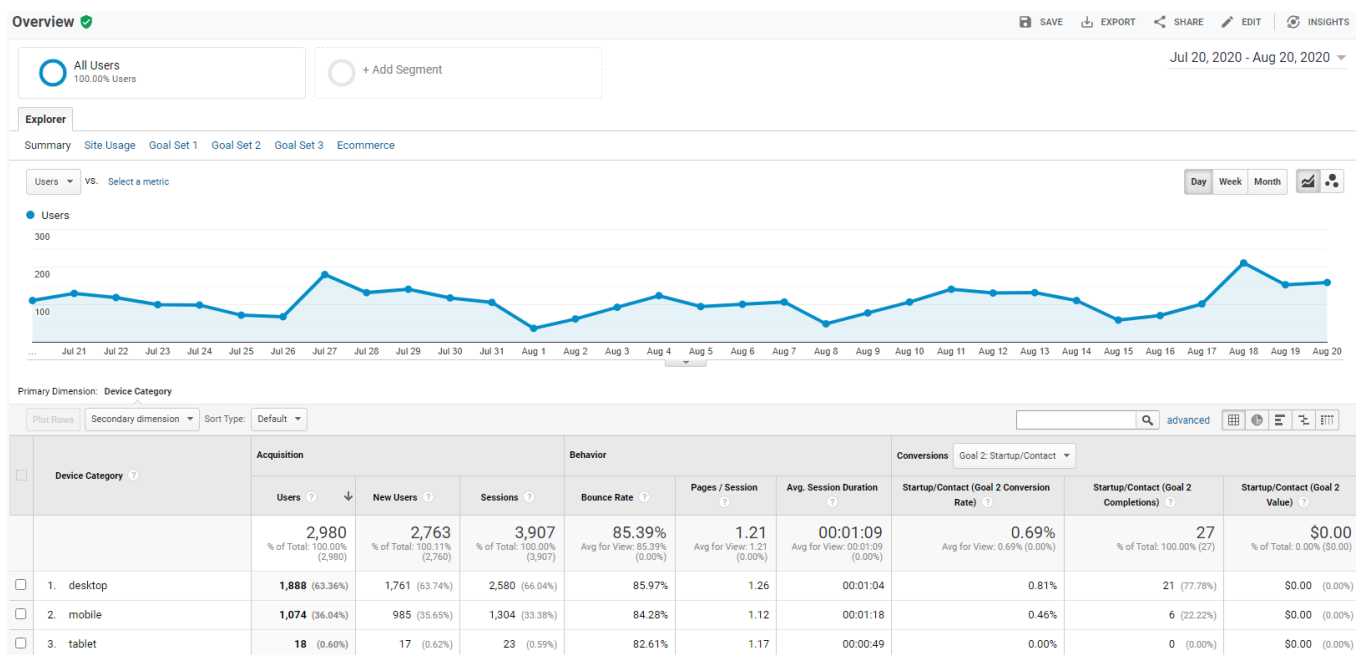 Overview
SAVE EXPORT SHARE EDIT INSIGHTS
All Users
100.00% Users
+ Add Segment
Jul 20, 2020 - Aug 20, 2020
Explorer
Summary Site Usage Goal Set 1 Goal Set 2 Goal Set 3 Ecommerce
Users VS. Select a metric
Day Week Month
Users
300
200
100
... Jul 21 Jul 22 Jul 23 Jul 24 Jul 25 Jul 26 Jul 27 Jul 28 Jul 29 Jul 30 Jul 31 Aug 1 Aug 2 Aug 3 Aug 4 Aug 5 Aug 6 Aug 7 Aug 8 Aug 9 Aug 10 Aug 11 Aug 12 Aug 13 Aug 14 Aug 15 Aug 16 Aug 17 Aug 18 Aug 19 Aug 20
Primary Dimension: Device Category
Plot Rows Secondary dimension Sort Type: Default advanced
Device Category ?
Acquisition Behavior Conversions Goal 2: Startup/Contact
Users ? New Users ? Sessions ? Bounce Rate ?
Pages / Session
?
Avg. Session Duration
?
Startup/Contact (Goal 2 Conversion
Rate) ?
Startup/Contact (Goal 2
Completions) ?
Startup/Contact (Goal 2
Value) ?
2,980
% of Total: 100.00%
(2,980)
2,763
% of Total: 100.11%
(2,760)
3,907
% of Total: 100.00%
(3,907)
85.39%
Avg for View: 85.39%
(0.00%)
1.21
Avg for View: 1.21
(0.00%)
00:01:09
Avg for View: 00:01:09
(0.00%)
0.69%
Avg for View: 0.69% (0.00%)
27
% of Total: 100.00% (27)
$0.00
% of Total: 0.00% ($0.00)
1. desktop 1,888 (63.36%) 1,761 (63.74%) 2,580 (66.04%) 85.97% 1.26 00:01:04 0.81% 21 (77.78%) $0.00 (0.00%)
2. mobile 1,074 (36.04%) 985 (35.65%) 1,304 (33.38%) 84.28% 1.12 00:01:18 0.46% 6 (22.22%) $0.00 (0.00%)
3. tablet 18 (0.60%) 17 (0.62%) 23 (0.59%) 82.61% 1.17 00:00:49 0.00% 0 (0.00%) $0.00 (0.00%)